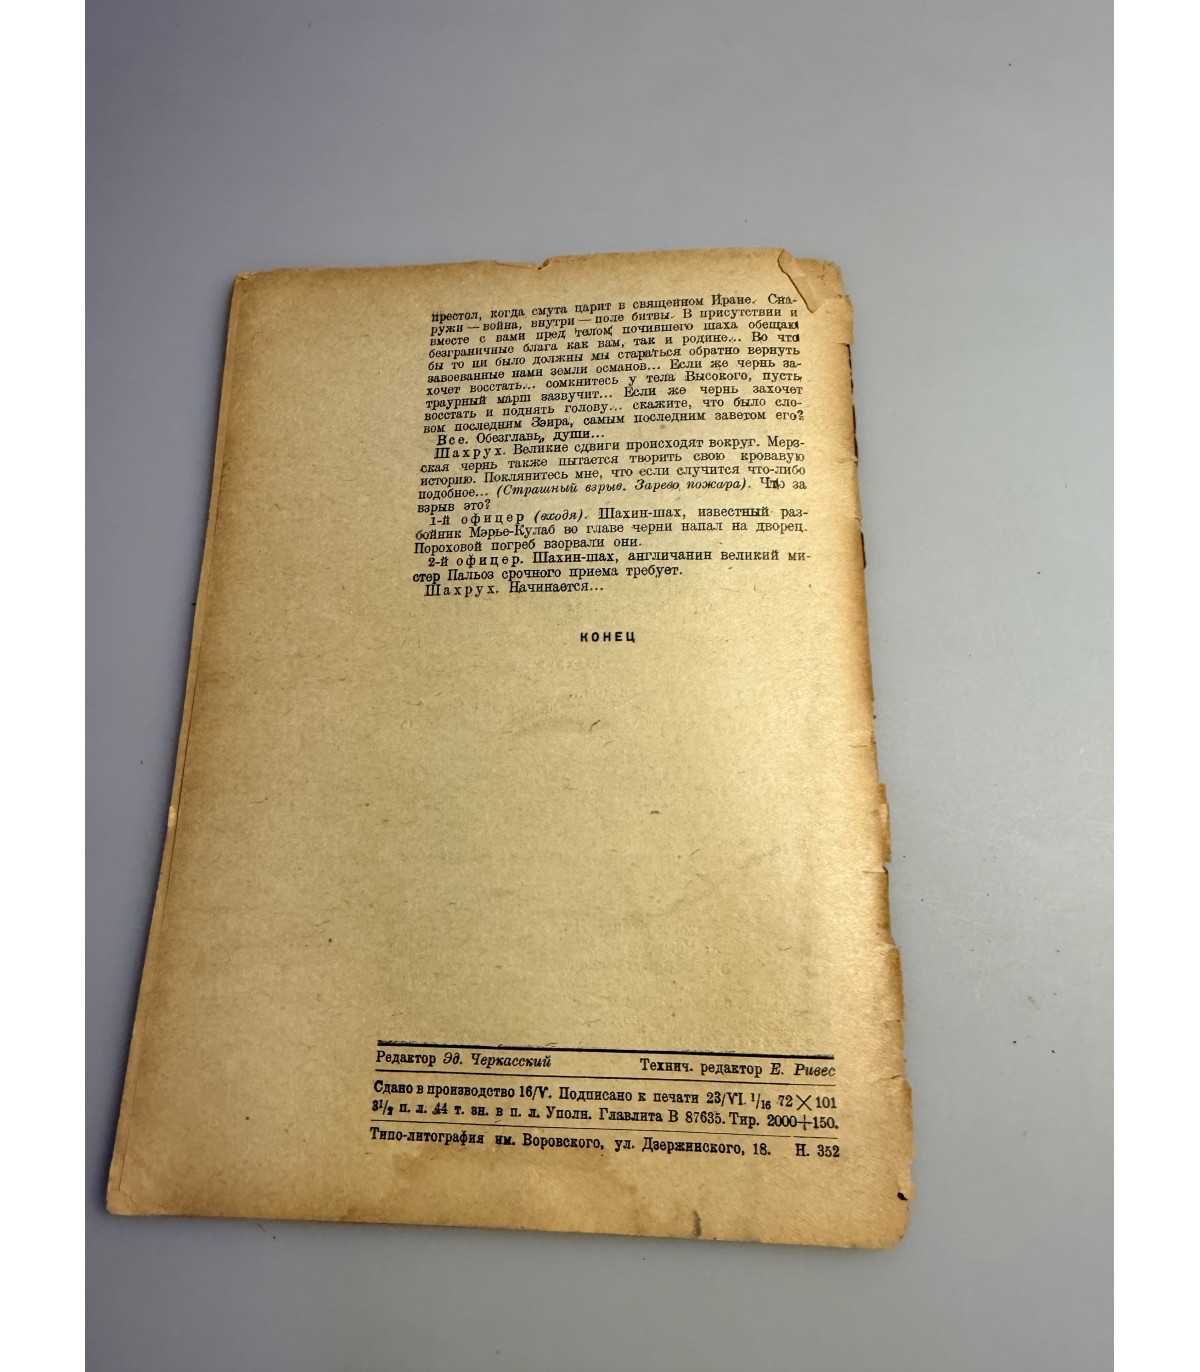 престол, когда смута царит в священном Иране. Сна-
ружи — война, внутри — поле битвы. В присутствии и
вместе с вами пред телом почившего шаха обещаю
безграничные блага как вам, так и родине... Во что
бы то ни было должны мы стараться обратно вернуть
завоеванные нами земли османов... Если же чернь за-
хочет восстать... сомкнитесь у тела Высокого, пусть
траурный марш зазвучит... Если же чернь захочет
восстать и поднять голову... скажите, что было сло-
вом последним Эзира, самым последним заветом его?
Все. Обезглавь, души...
Шахрух. Великие сдвиги происходят вокруг. Мерз-
ская чернь также пытается творить свою кровавую
историю. Поклянитесь мне, что если случится что-либо
подобное... (Страшный взрыв. Зарево пожара). Что за
взрыв это?
1-й офицер (входя). Шахин-шах, известный раз-
бойник Мэрье-Кулаб во главе черни напал на дворец.
Пороховой погреб взорвали они.
2-й офицер. Шахин-шах, англичанин великий ми-
стер Пальоз срочного приема требует.
Шахрух. Начинается...
КОНЕЦ
Редактор Эд. Черкасский Технич. редактор Е. Ривес
Сдано в производство 16/V. Подписано к печати 23/VI. 1/16 72×101
3½ п. л. 44 т. зн. в п. л. Уполн. Главлита В 87635. Тир. 2000+150.
Типо-литография им. Воровского, ул. Дзержинского, 18. Н. 352